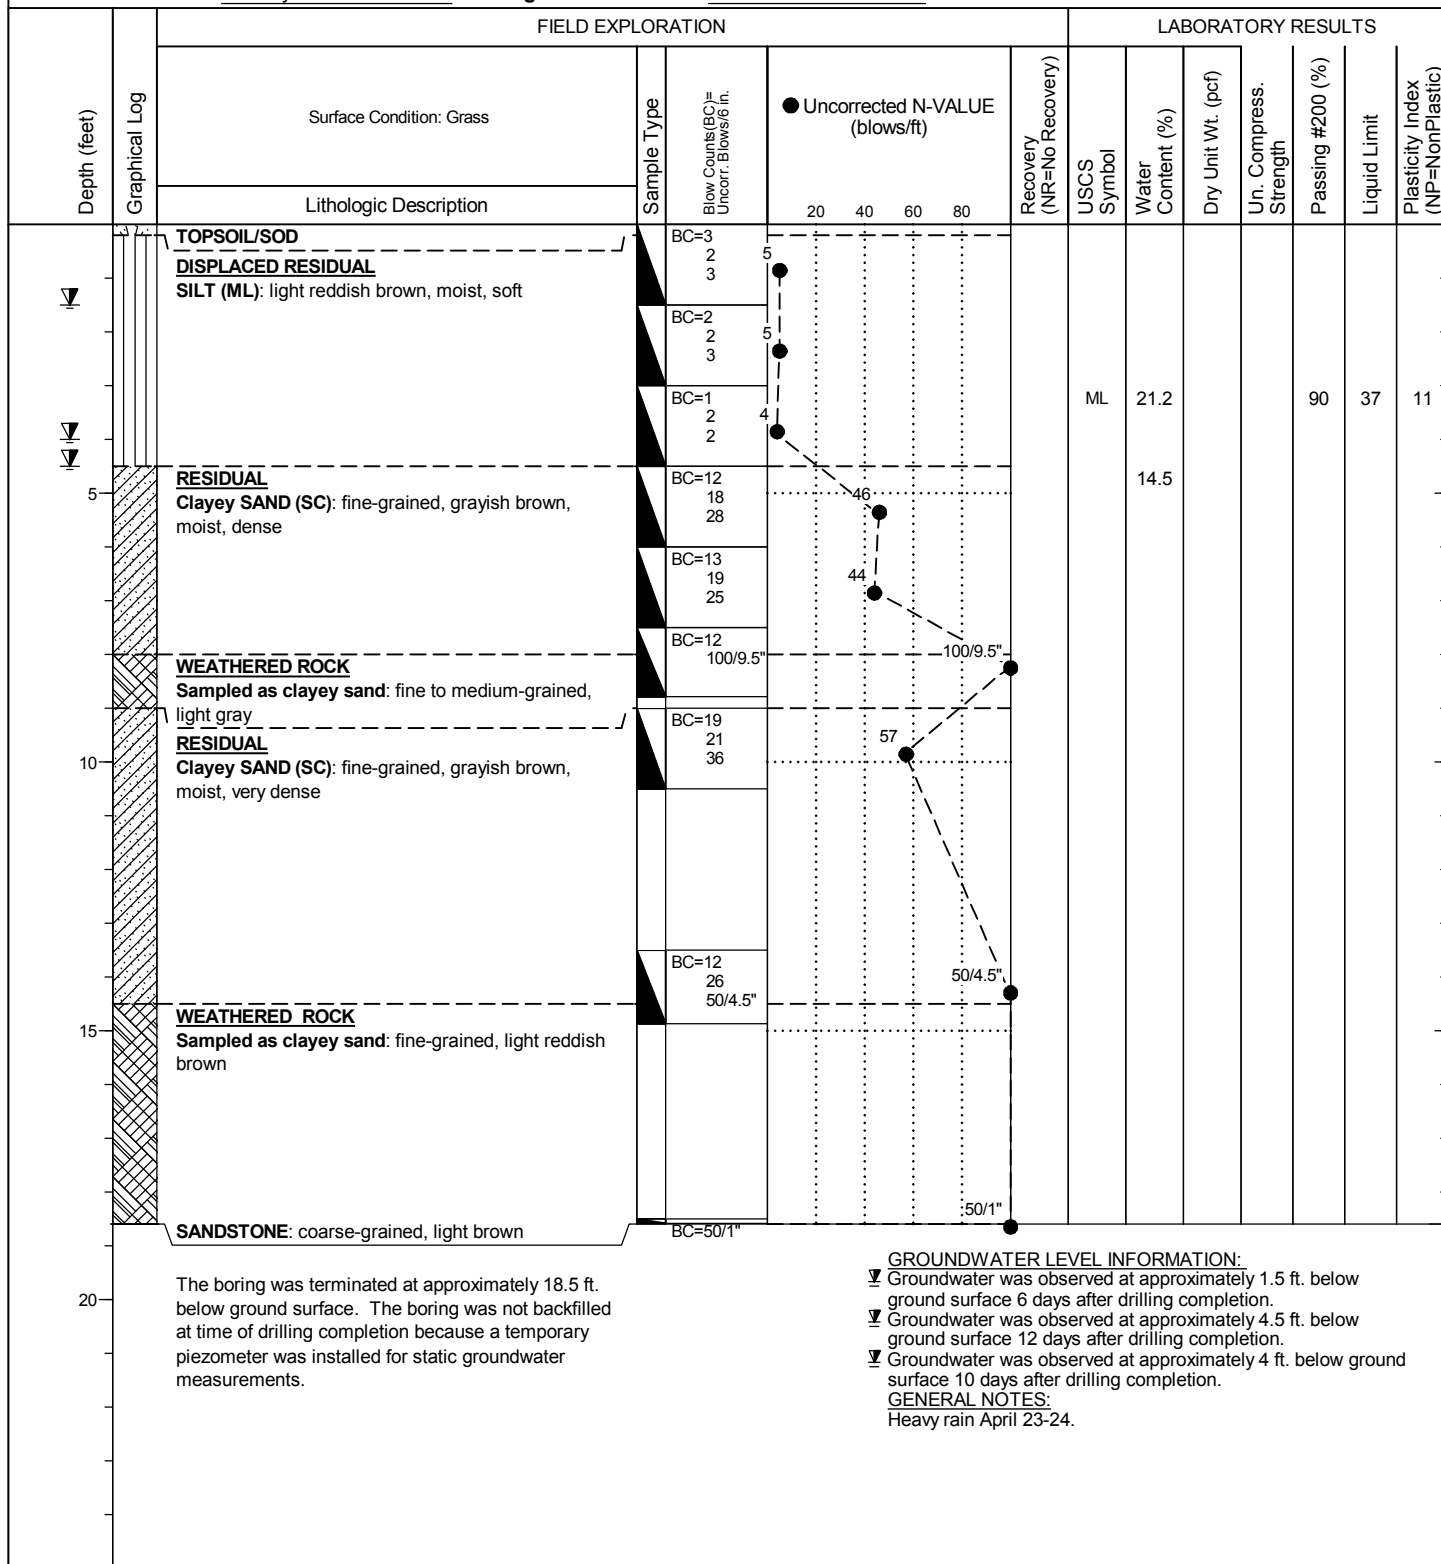 FIELD EXPLORATION
LABORATORY RESULTS
Depth (feet)
Graphical Log
Surface Condition: Grass
Lithologic Description
Sample Type
Blow Counts(BC)=
Uncorr. Blows/6 in.
Uncorrected N-VALUE
(blows/ft)
20 40 60 80
Recovery
(NR=No Recovery)
USCS
Symbol
Water
Content (%)
Dry Unit Wt. (pcf)
Un. Compress.
Strength
Passing #200 (%)
Liquid Limit
Plasticity Index
(NP=NonPlastic)
TOPSOIL/SOD
DISPLACED RESIDUAL
SILT (ML): light reddish brown, moist, soft
BC=3
2
3
5
BC=2
2
3
5
BC=1
2
2
4
ML 21.2 90 37 11
RESIDUAL
Clayey SAND (SC): fine-grained, grayish brown,
moist, dense
5
BC=12
18
28
46
14.5
BC=13
19
25
44
BC=12
100/9.5"
100/9.5"
WEATHERED ROCK
Sampled as clayey sand: fine to medium-grained,
light gray
RESIDUAL
Clayey SAND (SC): fine-grained, grayish brown,
moist, very dense
10
BC=19
21
36
57
BC=12
26
50/4.5"
50/4.5"
WEATHERED ROCK
Sampled as clayey sand: fine-grained, light reddish
brown
15
SANDSTONE: coarse-grained, light brown
BC=50/1"
50/1"
The boring was terminated at approximately 18.5 ft.
below ground surface. The boring was not backfilled
at time of drilling completion because a temporary
piezometer was installed for static groundwater
measurements.
20
GROUNDWATER LEVEL INFORMATION:
Groundwater was observed at approximately 1.5 ft. below
ground surface 6 days after drilling completion.
Groundwater was observed at approximately 4.5 ft. below
ground surface 12 days after drilling completion.
Groundwater was observed at approximately 4 ft. below ground
surface 10 days after drilling completion.
GENERAL NOTES:
Heavy rain April 23-24.